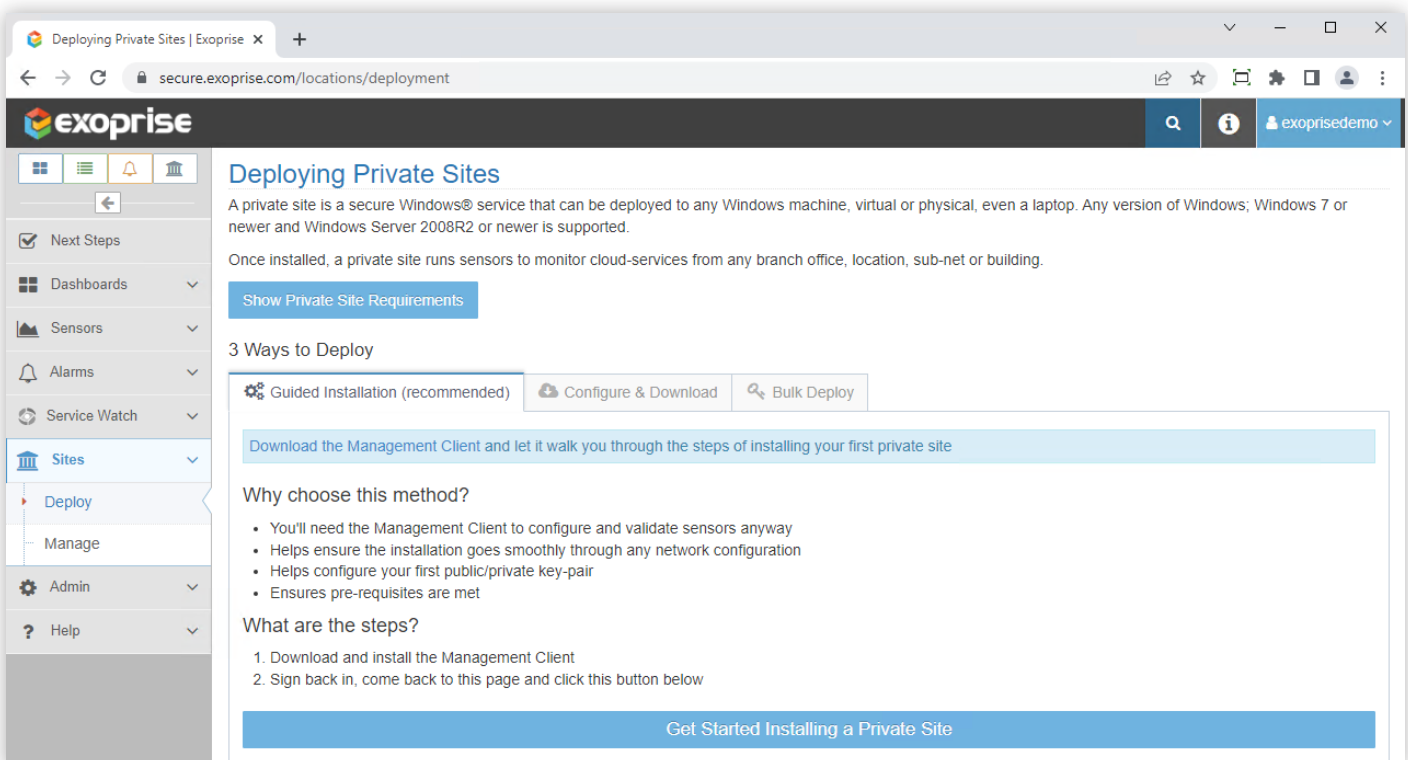 Deploying Private Sites | Exoprise
secure.exoprise.com/locations/deployment
exoprise
exoprisedemo
Next Steps
Dashboards
Sensors
Alarms
Service Watch
Sites
Deploy
Manage
Admin
Help
Deploying Private Sites
A private site is a secure Windows® service that can be deployed to any Windows machine, virtual or physical, even a laptop. Any version of Windows; Windows 7 or
newer and Windows Server 2008R2 or newer is supported.
Once installed, a private site runs sensors to monitor cloud-services from any branch office, location, sub-net or building.
Show Private Site Requirements
3 Ways to Deploy
Guided Installation (recommended)
Configure & Download
Bulk Deploy
Download the Management Client and let it walk you through the steps of installing your first private site
Why choose this method?
• You'll need the Management Client to configure and validate sensors anyway
• Helps ensure the installation goes smoothly through any network configuration
• Helps configure your first public/private key-pair
• Ensures pre-requisites are met
What are the steps?
1. Download and install the Management Client
2. Sign back in, come back to this page and click this button below
Get Started Installing a Private Site